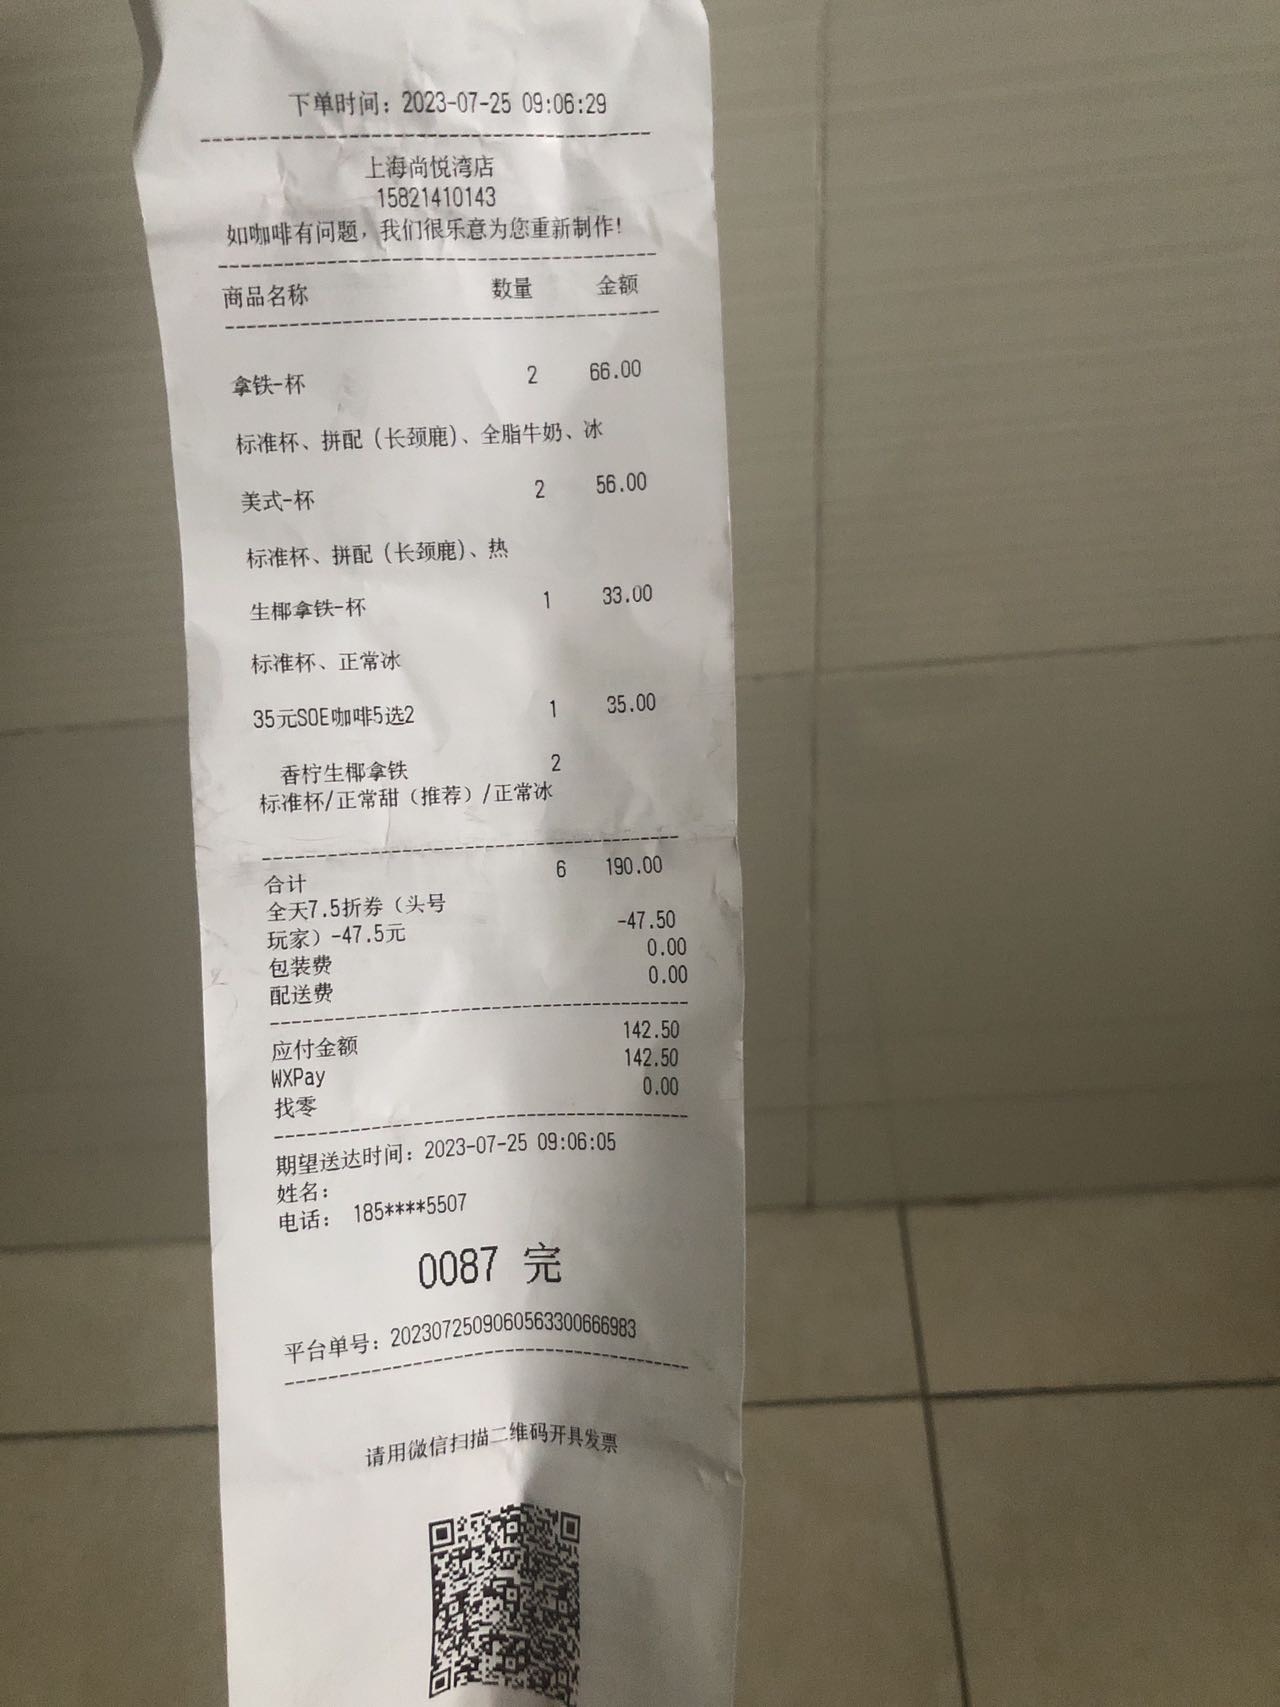 下单时间：2023-07-25 09:06:29
上海尚悦湾店
15821410143
如咖啡有问题，我们很乐意为您重新制作！
商品名称 数量 金额
拿铁-杯 2 66.00
标准杯、拼配（长颈鹿）、全脂牛奶、冰
美式-杯 2 56.00
标准杯、拼配（长颈鹿）、热
生椰拿铁-杯 1 33.00
标准杯、正常冰
35元SOE咖啡5选2 1 35.00
香柠生椰拿铁 2
标准杯/正常甜（推荐）/正常冰
合计 6 190.00
全天7.5折券（头号
玩家）-47.5元 -47.50
包装费 0.00
配送费 0.00
应付金额 142.50
WXPay 142.50
找零 0.00
期望送达时间：2023-07-25 09:06:05
姓名：
电话： 185****5507
0087 完
平台单号：2023072509060563300666983
请用微信扫描二维码开具发票